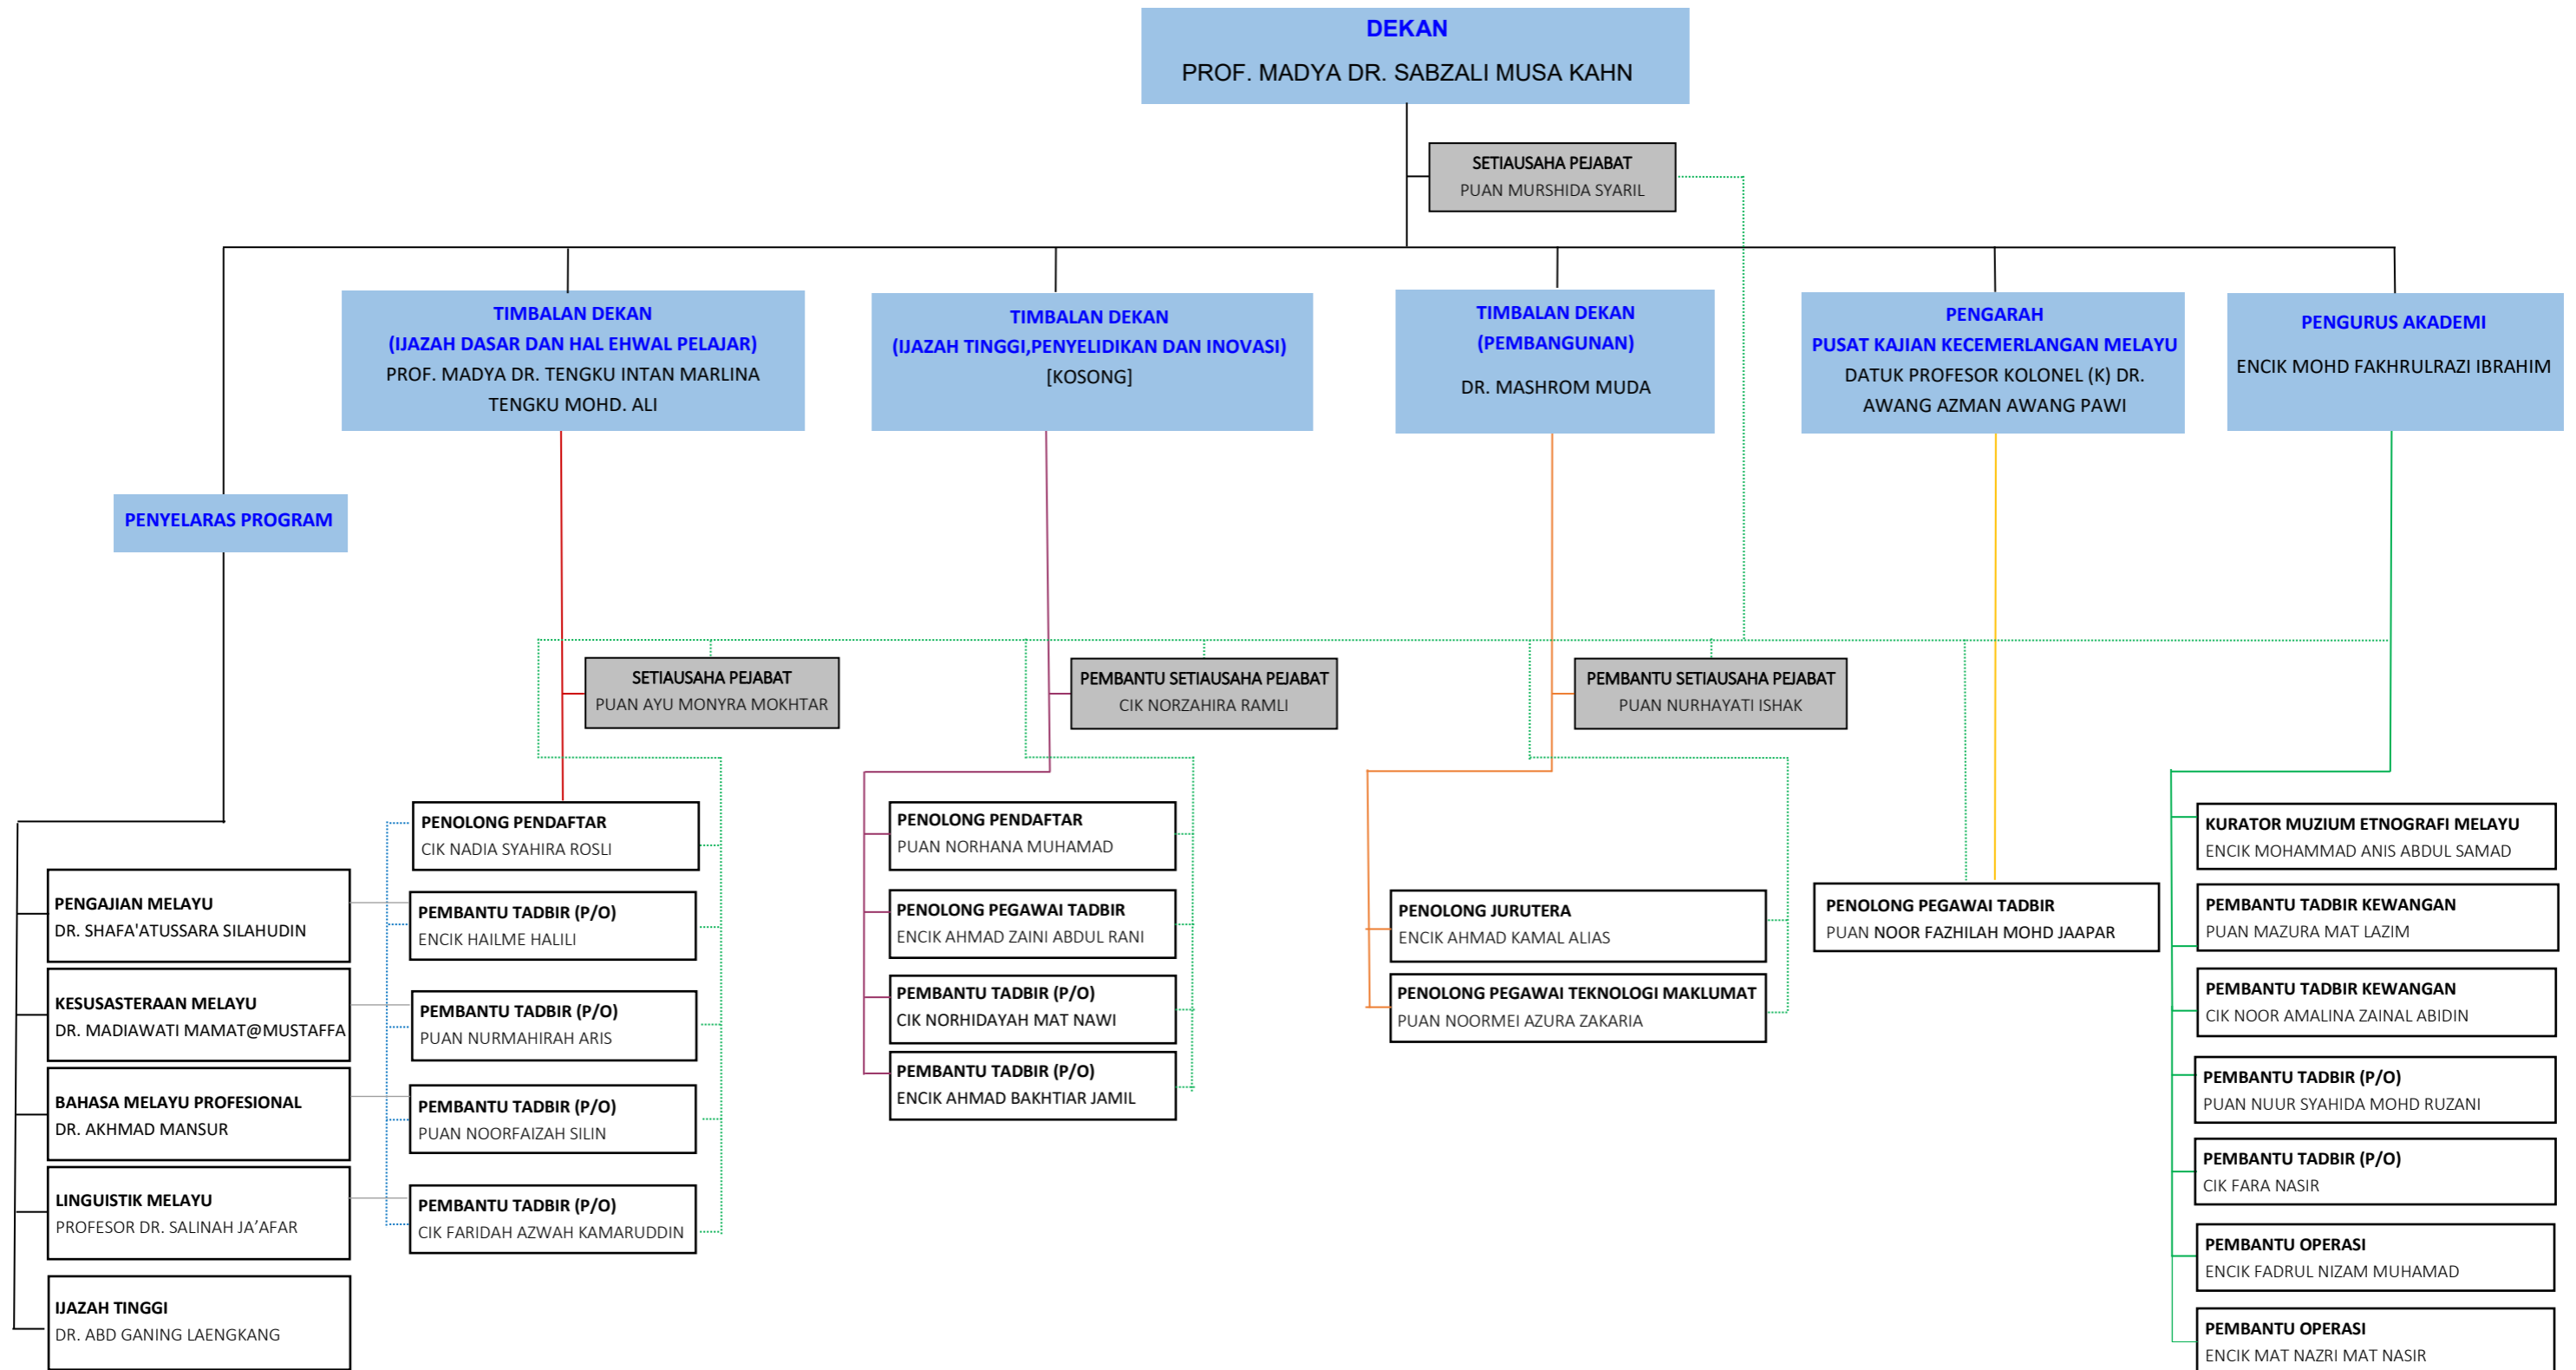 DEKAN
PROF. MADYA DR. SABZALI MUSA KAHN
SETIAUSAHA PEJABAT
PUAN MURSHIDA SYARIL
TIMBALAN DEKAN
(IJAZAH DASAR DAN HAL EHWAL PELAJAR)
PROF. MADYA DR. TENGKU INTAN MARLINA
TENGKU MOHD. ALI
TIMBALAN DEKAN
(IJAZAH TINGGI,PENYELIDIKAN DAN INOVASI)
[KOSONG]
TIMBALAN DEKAN
(PEMBANGUNAN)
DR. MASHROM MUDA
PENGARAH
PUSAT KAJIAN KECEMERLANGAN MELAYU
DATUK PROFESOR KOLONEL (K) DR.
AWANG AZMAN AWANG PAWI
PENGURUS AKADEMI
ENCIK MOHD FAKHRULRAZI IBRAHIM
PENYELARAS PROGRAM
SETIAUSAHA PEJABAT
PUAN AYU MONYRA MOKHTAR
PEMBANTU SETIAUSAHA PEJABAT
CIK NORZAHIRA RAMLI
PEMBANTU SETIAUSAHA PEJABAT
PUAN NURHAYATI ISHAK
PENGAJIAN MELAYU
DR. SHAFA'ATUSSARA SILAHUDIN
KESUSASTERAAN MELAYU
DR. MADIAWATI MAMAT@MUSTAFFA
BAHASA MELAYU PROFESIONAL
DR. AKHMAD MANSUR
LINGUISTIK MELAYU
PROFESOR DR. SALINAH JA’AFAR
IJAZAH TINGGI
DR. ABD GANING LAENGKANG
PENOLONG PENDAFTAR
CIK NADIA SYAHIRA ROSLI
PEMBANTU TADBIR (P/O)
ENCIK HAILME HALILI
PEMBANTU TADBIR (P/O)
PUAN NURMAHIRAH ARIS
PEMBANTU TADBIR (P/O)
PUAN NOORFAIZAH SILIN
PEMBANTU TADBIR (P/O)
CIK FARIDAH AZWAH KAMARUDDIN
PENOLONG PENDAFTAR
PUAN NORHANA MUHAMAD
PENOLONG PEGAWAI TADBIR
ENCIK AHMAD ZAINI ABDUL RANI
PEMBANTU TADBIR (P/O)
CIK NORHIDAYAH MAT NAWI
PEMBANTU TADBIR (P/O)
ENCIK AHMAD BAKHTIAR JAMIL
PENOLONG JURUTERA
ENCIK AHMAD KAMAL ALIAS
PENOLONG PEGAWAI TEKNOLOGI MAKLUMAT
PUAN NOORMEI AZURA ZAKARIA
PENOLONG PEGAWAI TADBIR
PUAN NOOR FAZHILAH MOHD JAAPAR
KURATOR MUZIUM ETNOGRAFI MELAYU
ENCIK MOHAMMAD ANIS ABDUL SAMAD
PEMBANTU TADBIR KEWANGAN
PUAN MAZURA MAT LAZIM
PEMBANTU TADBIR KEWANGAN
CIK NOOR AMALINA ZAINAL ABIDIN
PEMBANTU TADBIR (P/O)
PUAN NUUR SYAHIDA MOHD RUZANI
PEMBANTU TADBIR (P/O)
CIK FARA NASIR
PEMBANTU OPERASI
ENCIK FADRUL NIZAM MUHAMAD
PEMBANTU OPERASI
ENCIK MAT NAZRI MAT NASIR